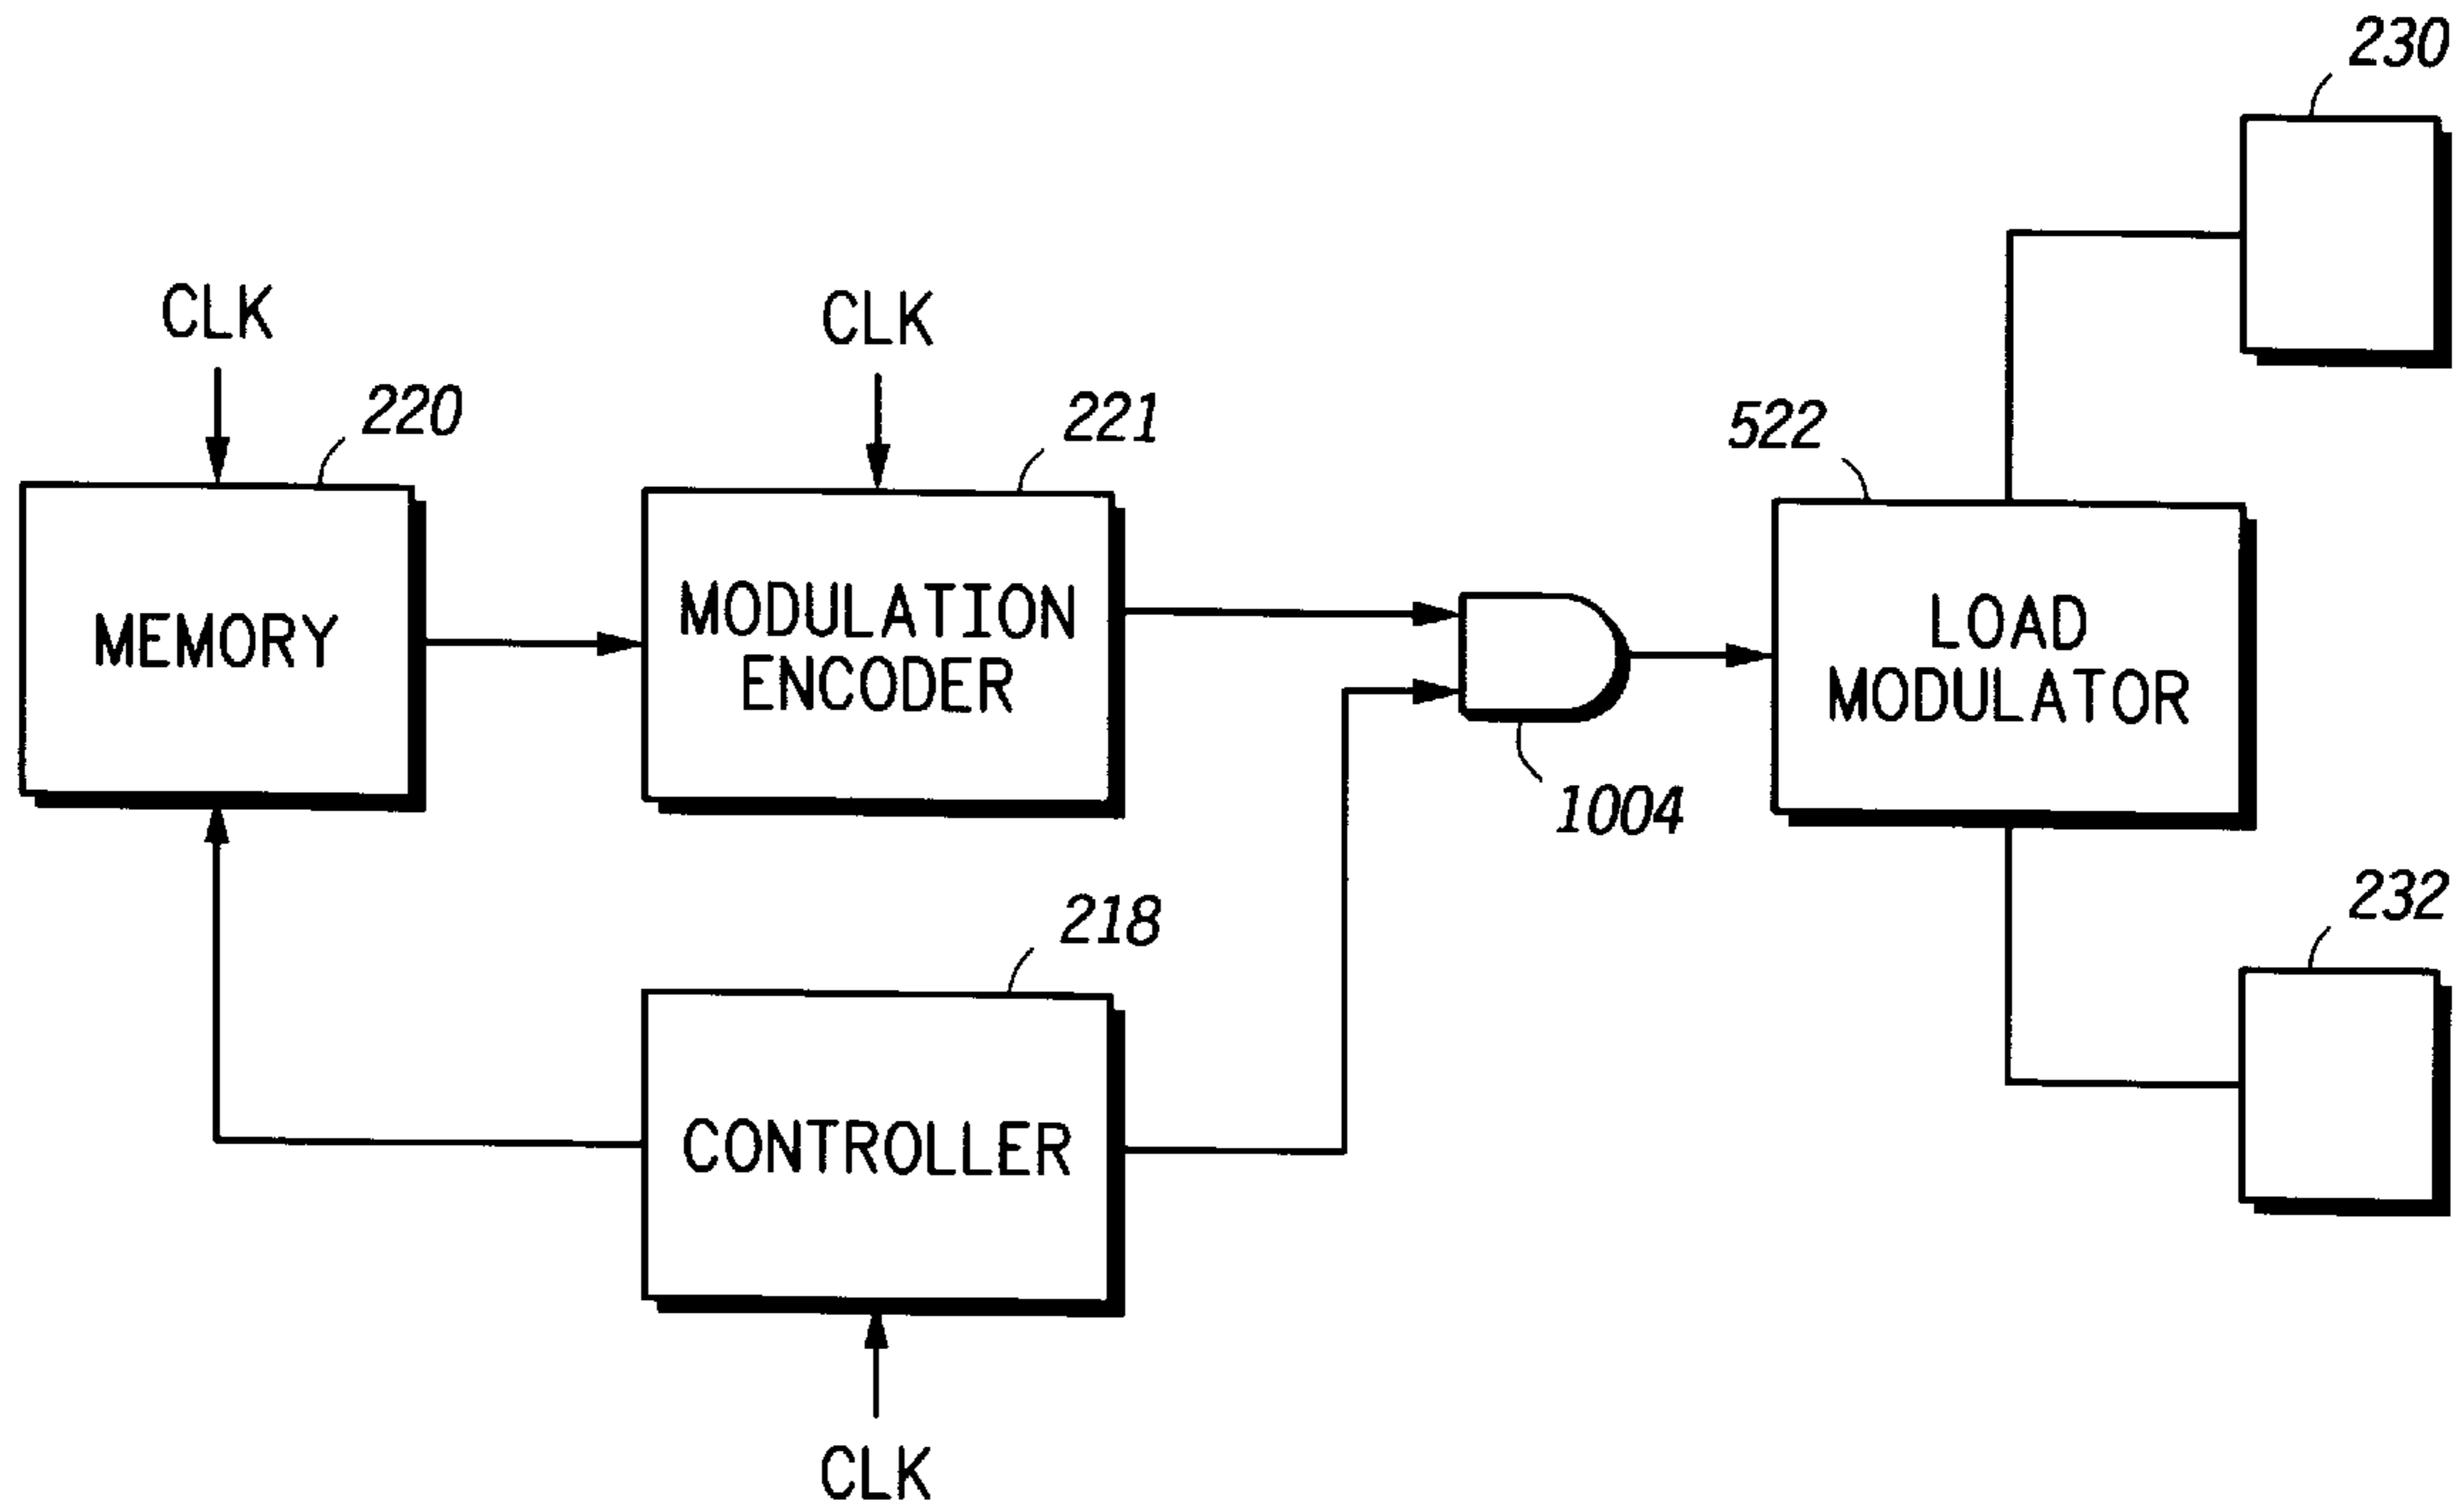 230
CLK
CLK
220
221
522
MEMORY
MODULATION
ENCODER
LOAD
MODULATOR
1004
218
232
CONTROLLER
CLK